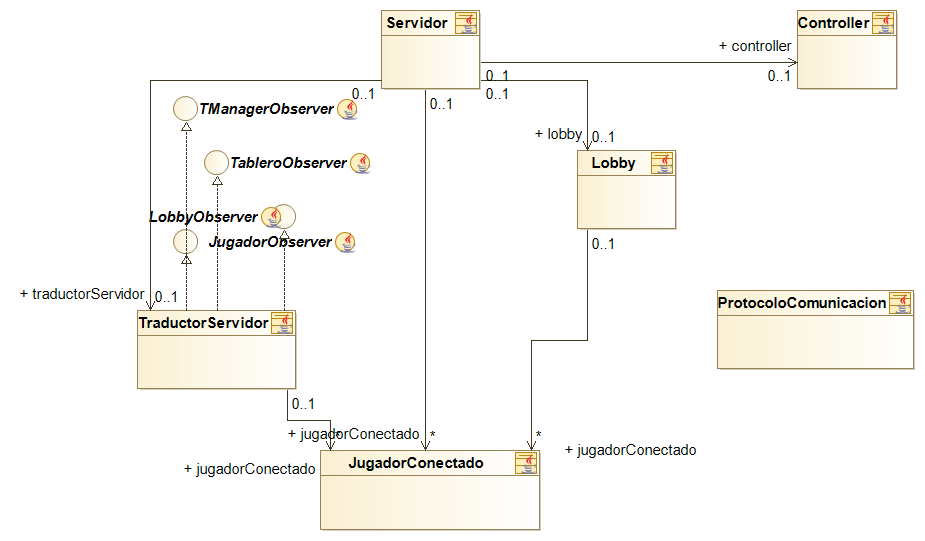 Servidor
Controller
+ controller
0..1
0..1
0..1
0..1
0..1
TManagerObserver
+ lobby
0..1
TableroObserver
Lobby
LobbyObserver
JugadorObserver
0..1
+ traductorServidor
0..1
ProtocoloComunicacion
TraductorServidor
0..1
+ jugadorConectado
*
*
*
+ jugadorConectado
+ jugadorConectado
JugadorConectado